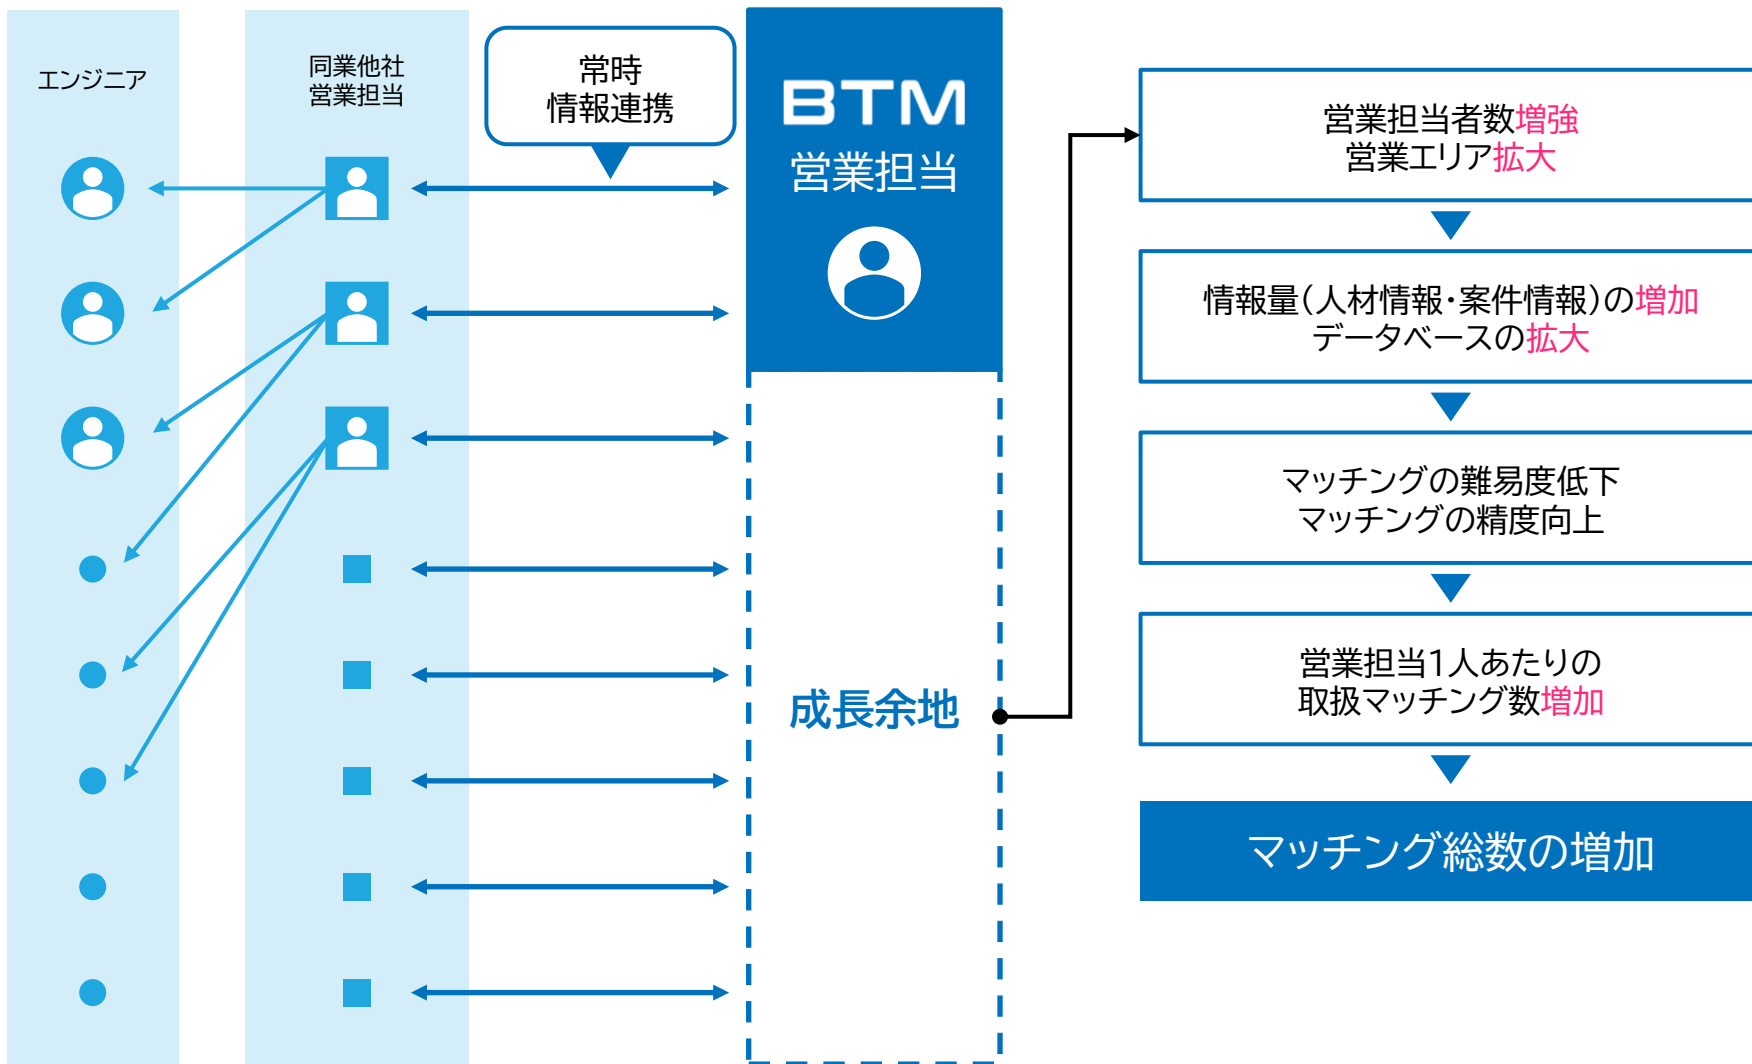 エンジニア
同業他社
営業担当
常時
情報連携
BTM
営業担当
成長余地
営業担当者数増強
営業エリア拡大
情報量（人材情報・案件情報）の増加
データベースの拡大
マッチングの難易度低下
マッチングの精度向上
営業担当1人あたりの
取扱マッチング数増加
マッチング総数の増加